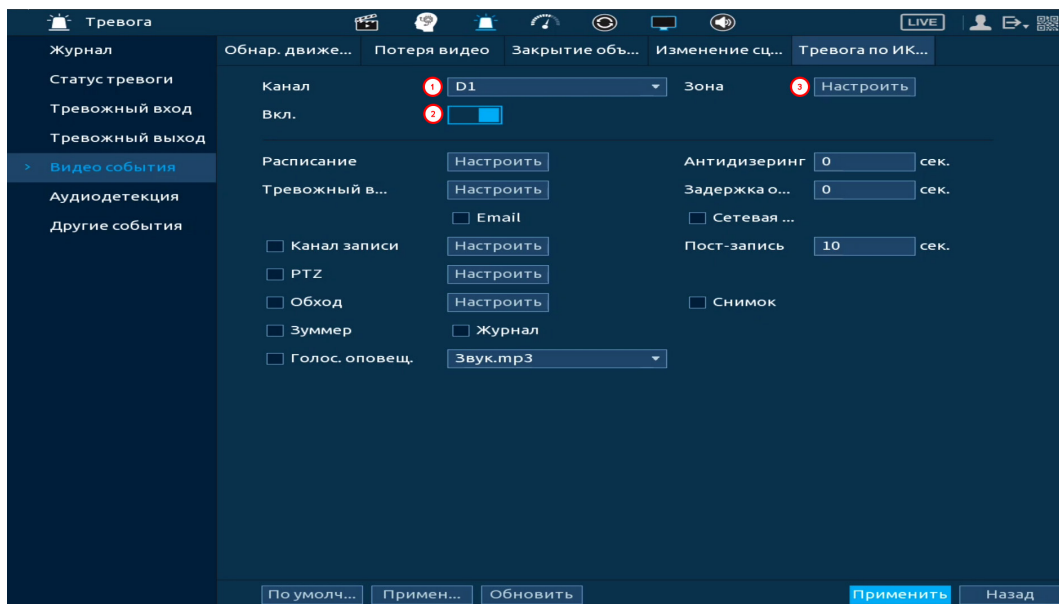 Тревога LIVE
Журнал Обнар. движе... Потеря видео Закрытие объ... Изменение сц... Тревога по ИК...
Статус тревоги
Тревожный вход
Тревожный выход
> Видео события
Аудиодетекция
Другие события
Канал 1 D1 Зона 3 Настроить
Вкл. 2
Расписание Настроить Антидизеринг 0 сек.
Тревожный в... Настроить Задержка о... 0 сек.
Email Сетевая ...
Канал записи Настроить Пост-запись 10 сек.
PTZ Настроить
Обход Настроить Снимок
Зуммер Журнал
Голос. оповещ. Звук.mp3
По умолч... Примен... Обновить Применить Назад